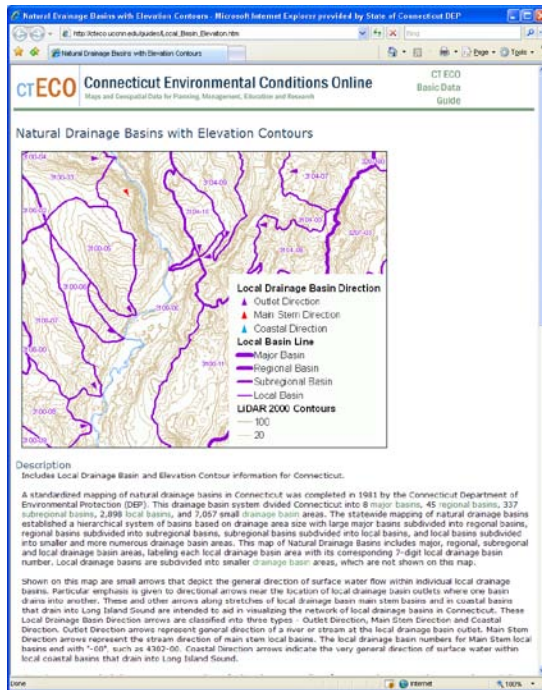 Natural Drainage Basins with Elevation Contours - Microsoft Internet Explorer provided by State of Connecticut DEP
Page
Tools
Natural Drainage Basins with Elevation Contours
CT ECO
Connecticut Environmental Conditions Online
Maps and Geospatial Data for Planning, Management, Education and Research
CT ECO
Basic Data
Guide
Natural Drainage Basins with Elevation Contours
3104-09
3104-07
3100-05
3100-06
Local Drainage Basin Direction
Outlet Direction
Main Stem Direction
Coastal Direction
Local Basin Line
Major Basin
Regional Basin
Subregional Basin
Local Basin
LiDAR 2000 Contours
100
20
Description
Includes Local Drainage Basin and Elevation Contour information for Connecticut.
A standardized mapping of natural drainage basins in Connecticut was completed in 1981 by the Connecticut Department of
Environmental Protection (DEP). This drainage basin system divided Connecticut into 8 major basins, 45 regional basins, 337
subregional basins, 2,898 local basins, and 7,067 small drainage basin areas. The statewide mapping of natural drainage basins
established a hierarchical system of basins based on drainage area size with large major basins subdivided into regional basins,
regional basins subdivided into subregional basins, subregional basins subdivided into local basins, and local basins subdivided
into smaller and more numerous drainage basin areas. This map of Natural Drainage Basins includes major, regional, subregional
and local drainage basin areas, labeling each local drainage basin area with its corresponding 7-digit local drainage basin
number. Local drainage basins are subdivided into smaller drainage basin areas, which are not shown on this map.
Shown on this map are small arrows that depict the general direction of surface water flow within individual local drainage
basins. Particular emphasis is given to directional arrows near the location of local drainage basin outlets where one basin
drains into another. These and other arrows along stretches of local drainage basin main stem basins and in coastal basins
that drain into Long Island Sound are intended to aid in visualizing the network of local drainage basins in Connecticut. These
Local Drainage Basin Direction arrows are classified into three types - Outlet Direction, Main Stem Direction and Coastal
Direction. Outlet Direction arrows represent general direction of a river or stream at the local drainage basin outlet. Main Stem
Direction arrows represent the stream direction of main stem local basins. The local drainage basin numbers for Main Stem local
basins end with "-00", such as 4302-00. Coastal Direction arrows indicate the very general direction of surface water within
local coastal basins that drain into Long Island Sound.
Done
Internet
100%